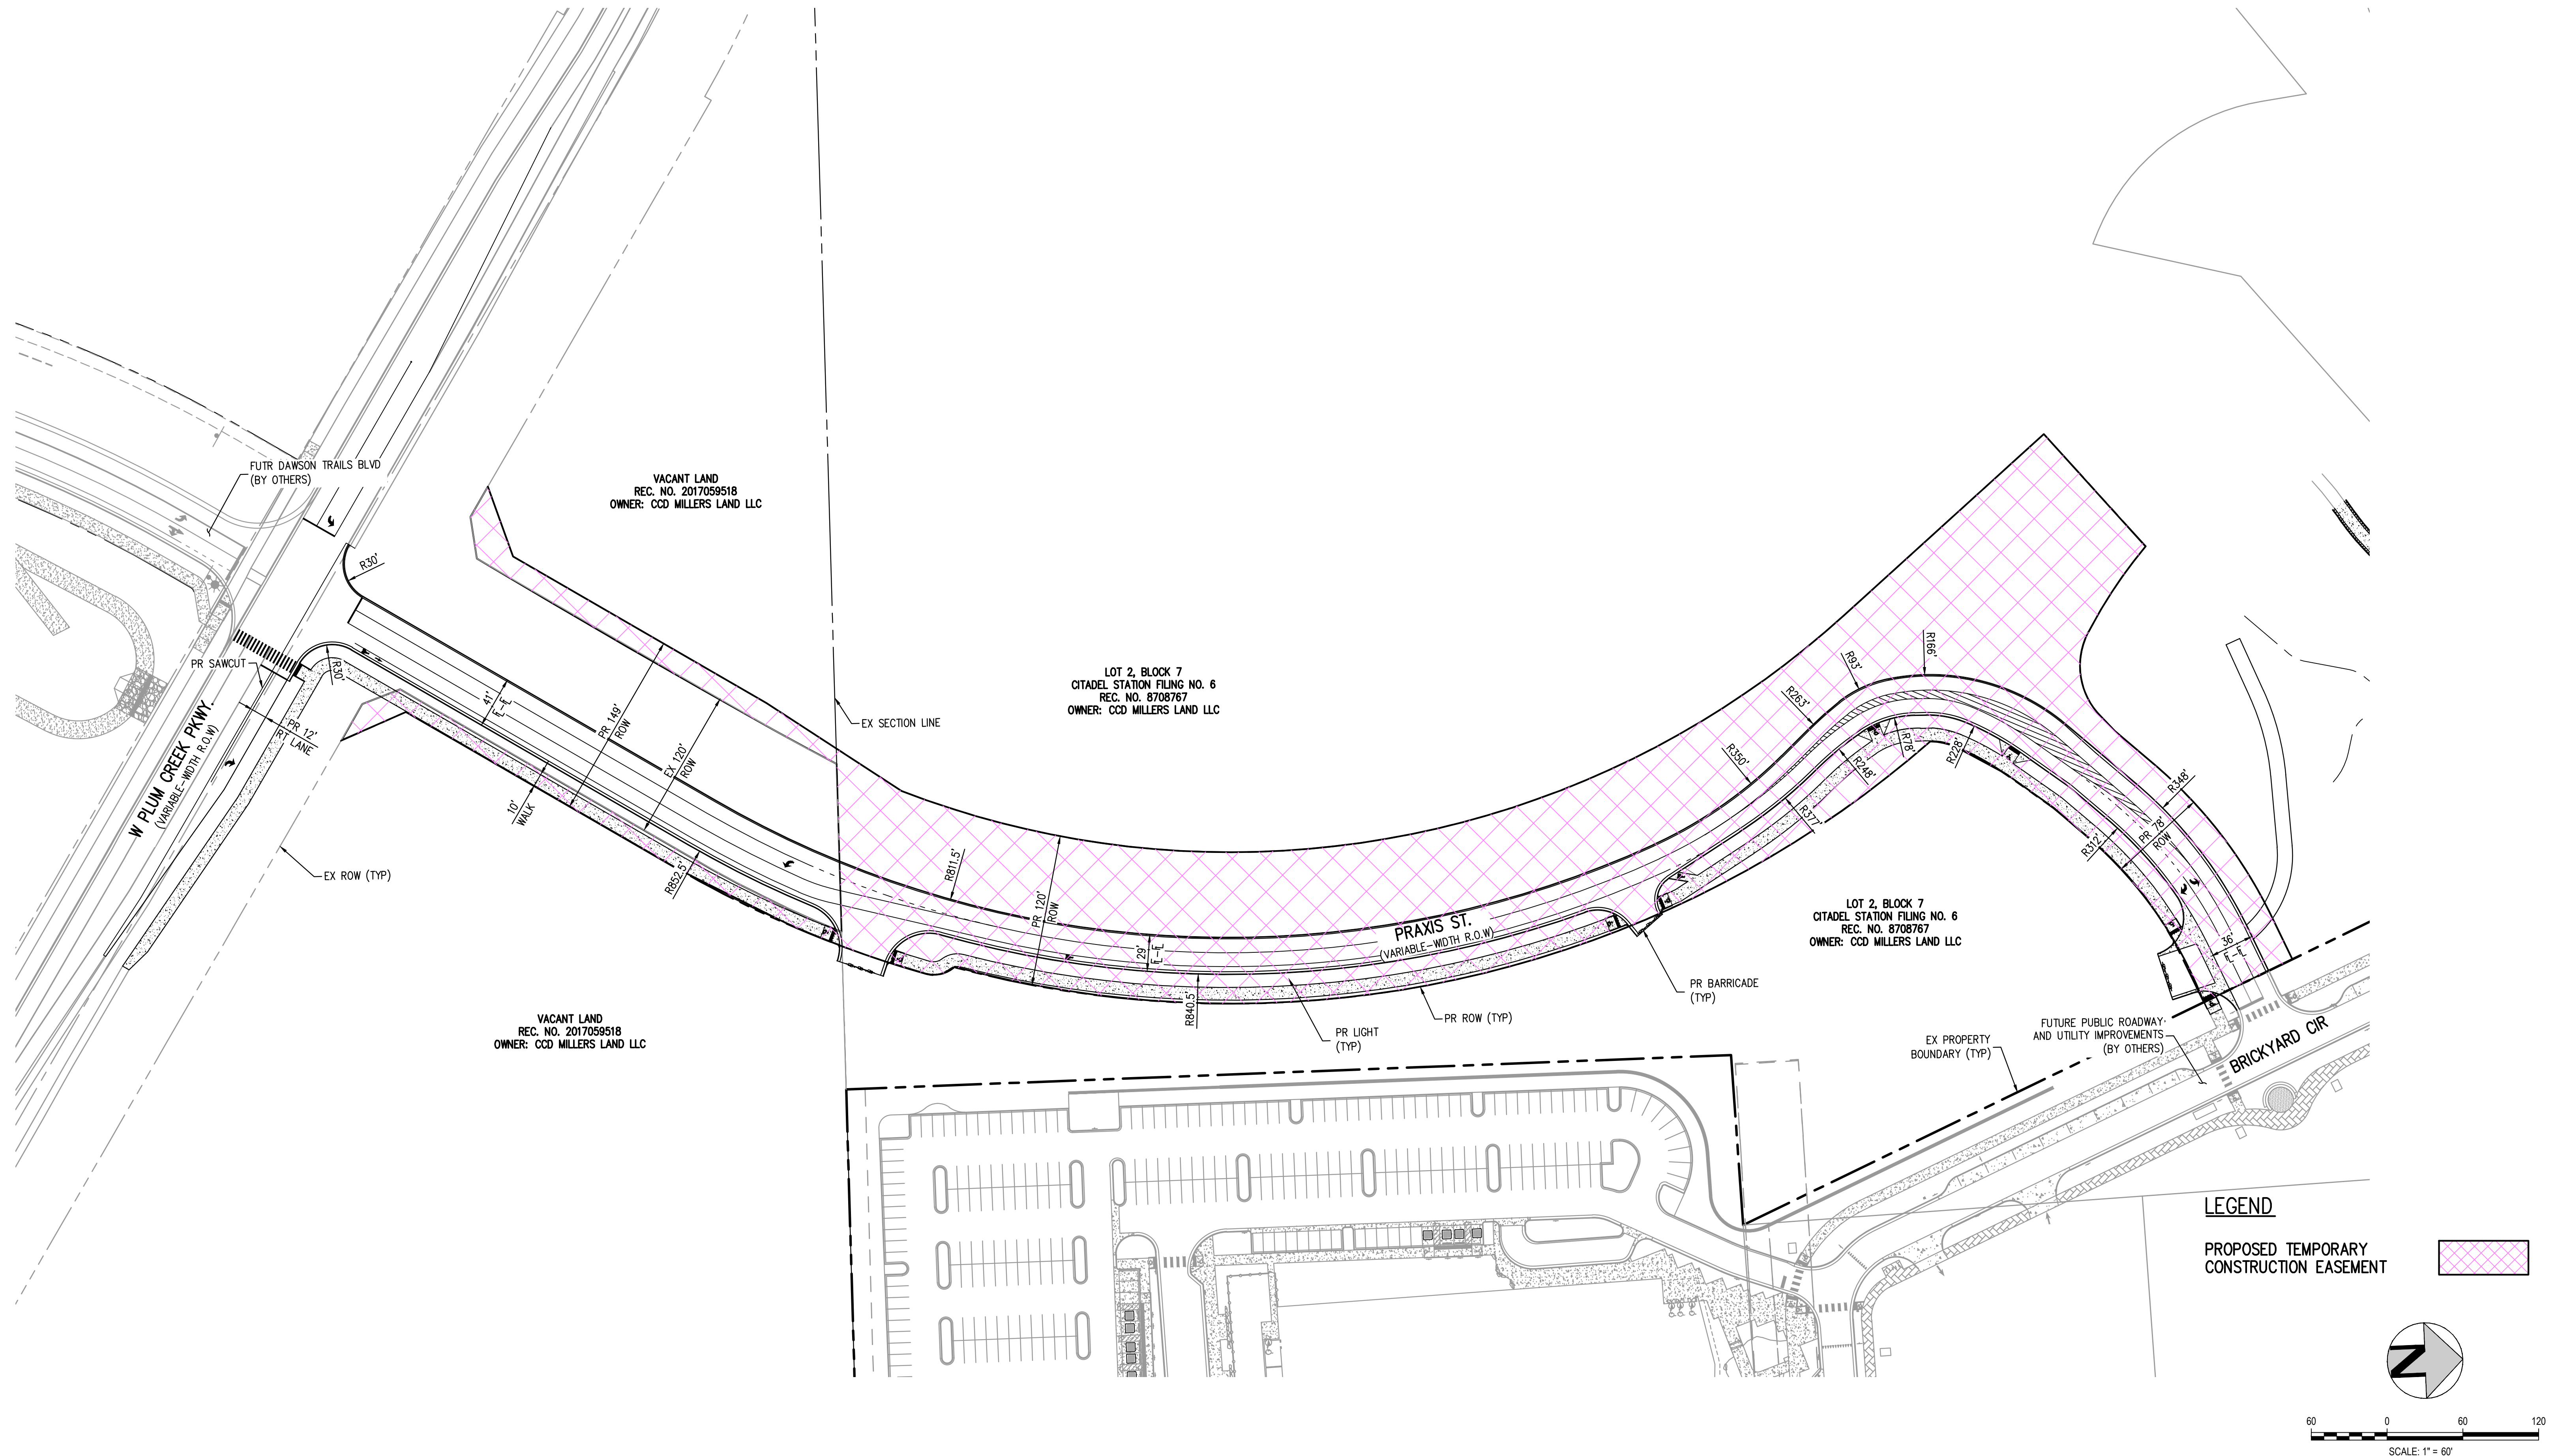 FUTR DAWSON TRAILS BLVD
(BY OTHERS)
VACANT LAND
REC. NO. 2017059518
OWNER: CCD MILLERS LAND LLC
R30'
PR SAWCUT
R30'
W PLUM CREEK PKWY.
(VARIABLE-WIDTH R.O.W)
PR 12'
RT LANE
41'
FL-FL
PR 149'
ROW
EX 120'
ROW
10'
WALK
EX ROW (TYP)
R852.5'
EX SECTION LINE
LOT 2, BLOCK 7
CITADEL STATION FILING NO. 6
REC. NO. 8708767
OWNER: CCD MILLERS LAND LLC
R811.5'
PR 120'
ROW
29'
FL-FL
R840.5'
PRAXIS ST.
(VARIABLE-WIDTH R.O.W)
PR LIGHT
(TYP)
PR ROW (TYP)
PR BARRICADE
(TYP)
R350'
R263'
R93'
R166'
R78'
R248'
R377'
R228'
R348'
R312'
PR 78'
ROW
36'
FL-FL
LOT 2, BLOCK 7
CITADEL STATION FILING NO. 6
REC. NO. 8708767
OWNER: CCD MILLERS LAND LLC
VACANT LAND
REC. NO. 2017059518
OWNER: CCD MILLERS LAND LLC
EX PROPERTY
BOUNDARY (TYP)
FUTURE PUBLIC ROADWAY
AND UTILITY IMPROVEMENTS
(BY OTHERS)
BRICKYARD CIR
LEGEND
PROPOSED TEMPORARY
CONSTRUCTION EASEMENT
N
60 0 60 120
SCALE: 1" = 60'